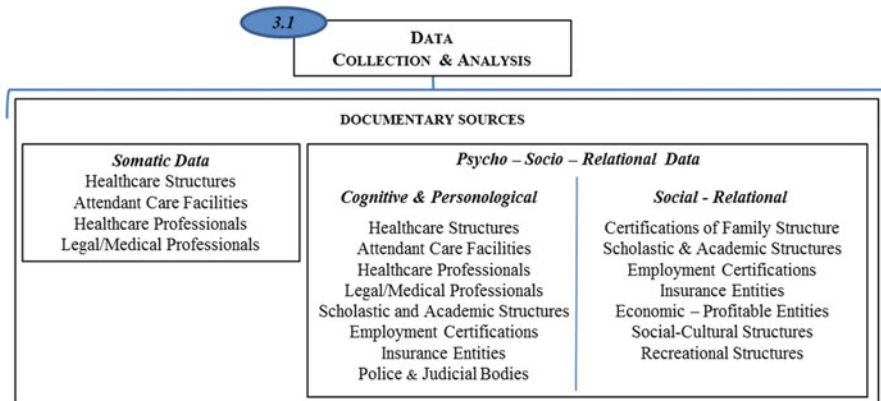 3.1
DATA
COLLECTION & ANALYSIS
DOCUMENTARY SOURCES
Somatic Data
Healthcare Structures
Attendant Care Facilities
Healthcare Professionals
Legal/Medical Professionals
Psycho – Socio – Relational Data
Cognitive & Personological
Healthcare Structures
Attendant Care Facilities
Healthcare Professionals
Legal/Medical Professionals
Scholastic and Academic Structures
Employment Certifications
Insurance Entities
Police & Judicial Bodies
Social - Relational
Certifications of Family Structure
Scholastic & Academic Structures
Employment Certifications
Insurance Entities
Economic – Profitable Entities
Social-Cultural Structures
Recreational Structures